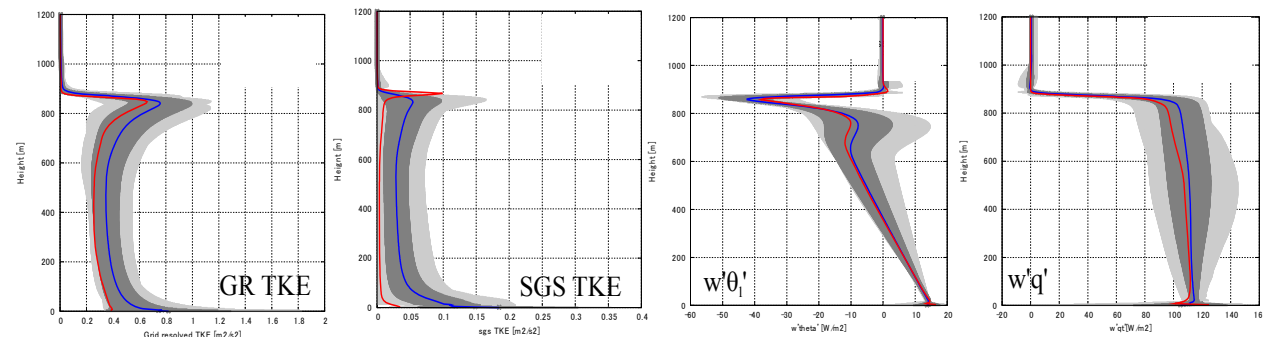 1200
1000
800
600
400
200
0
Height [m]
GR TKE
0 0.2 0.4 0.6 0.8 1 1.2 1.4 1.6 1.8 2
Grid resolved TKE [m2/s2]
1200
1000
800
600
400
200
0
Height [m]
SGS TKE
0 0.05 0.1 0.15 0.2 0.25 0.3 0.35 0.4
sgs TKE [m2/s2]
1200
1000
800
600
400
200
0
Height [m]
w'θl'
-60 -50 -40 -30 -20 -10 0 10 20
w'theta' [W/m2]
1200
1000
800
600
400
200
0
Height [m]
w'q'
-20 0 20 40 60 80 100 120 140 16
w'qt'[W/m2]